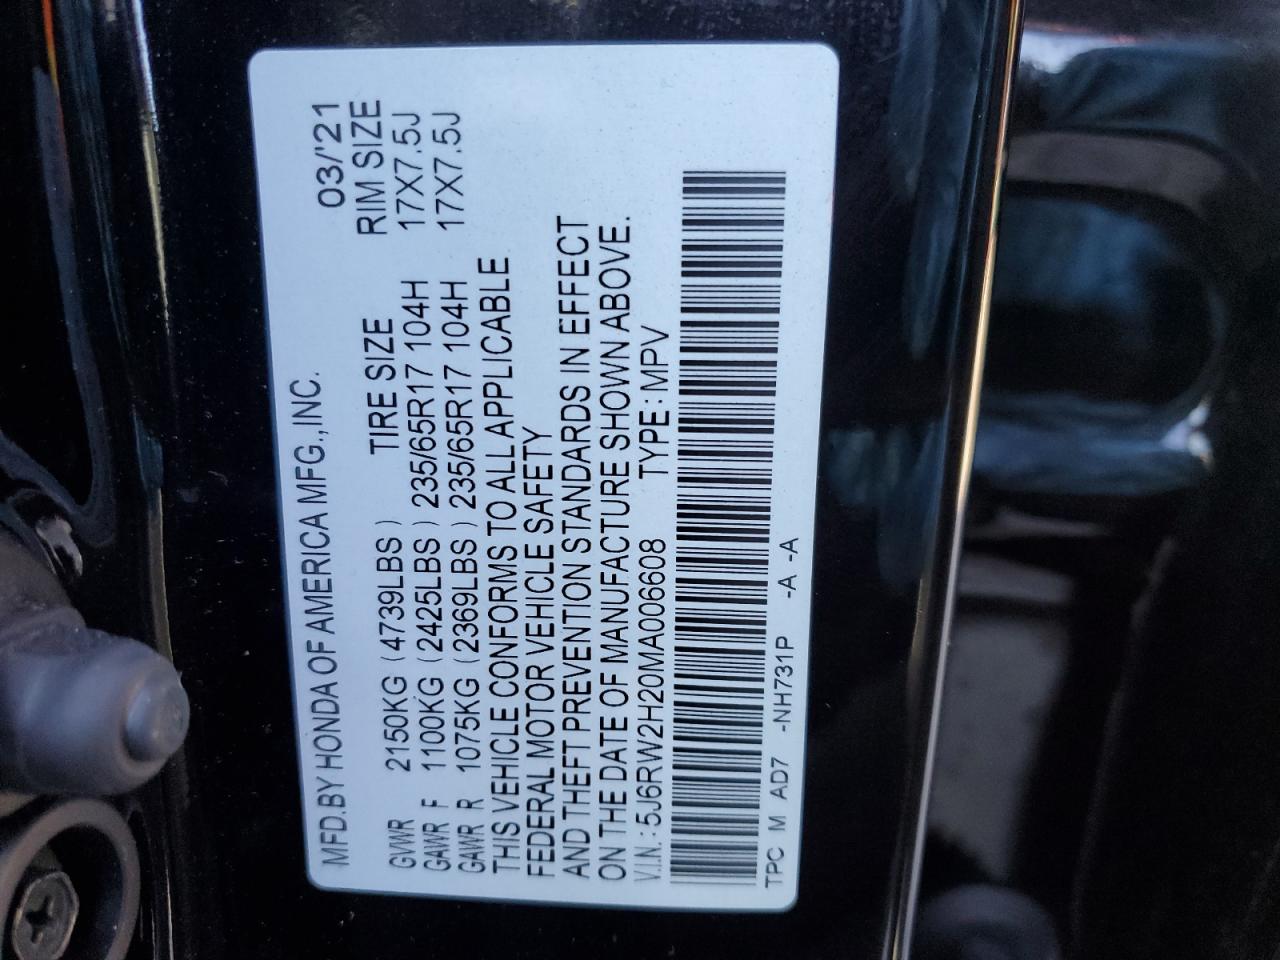 MFD.BY HONDA OF AMERICA MFG.,INC. 03/'21
TIRE SIZE RIM SIZE
GVWR 2150KG (4739LBS)
GAWR F 1100KG (2425LBS) 235/65R17 104H 17X7.5J
GAWR R 1075KG (2369LBS) 235/65R17 104H 17X7.5J
THIS VEHICLE CONFORMS TO ALL APPLICABLE
FEDERAL MOTOR VEHICLE SAFETY
AND THEFT PREVENTION STANDARDS IN EFFECT
ON THE DATE OF MANUFACTURE SHOWN ABOVE.
V.I.N.: 5J6RW2H20MA006608 TYPE : MPV
TPC M AD7 -NH731P -A -A